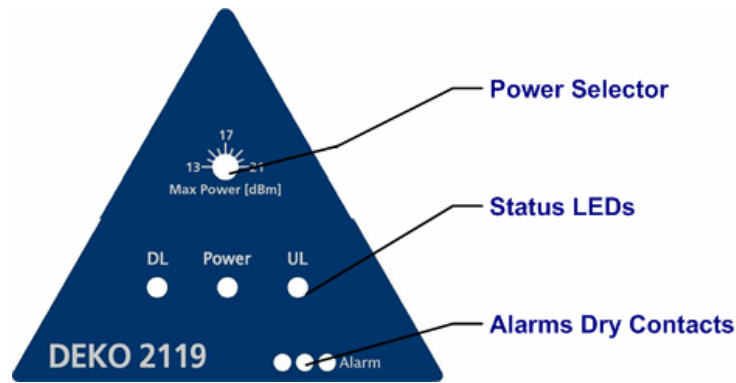 17
13
21
Max Power [dBm]
Power Selector
DL Power UL
Status LEDs
DEKO 2119
Alarm
Alarms Dry Contacts